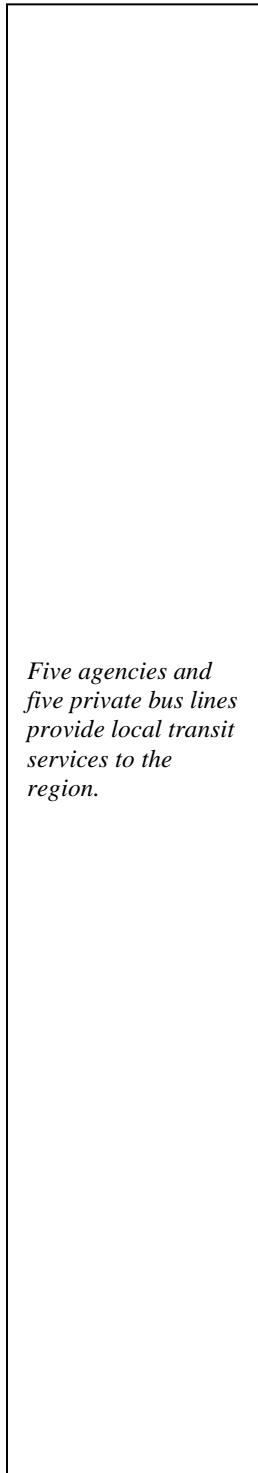 Five agencies and
five private bus lines
provide local transit
services to the
region.